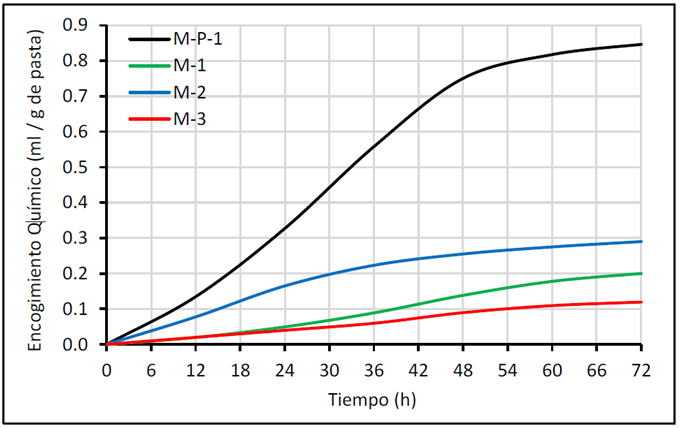 Encogimiento Químico (ml / g de pasta)
0.9
0.8
0.7
0.6
0.5
0.4
0.3
0.2
0.1
0.0
M-P-1
M-1
M-2
M-3
0 6 12 18 24 30 36 42 48 54 60 66 72
Tiempo (h)